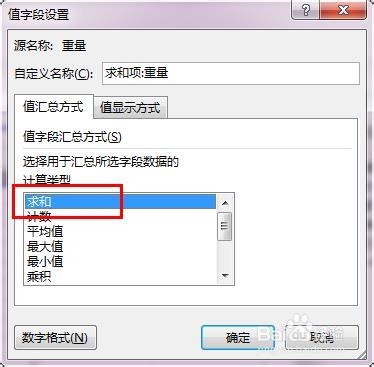 值字段设置
源名称: 重量
自定义名称(C): 求和项:重量
值汇总方式 值显示方式
值字段汇总方式(S)
选择用于汇总所选字段数据的
计算类型
求和
计数
平均值
最大值
最小值
乘积
数字格式(N) 确定 取消